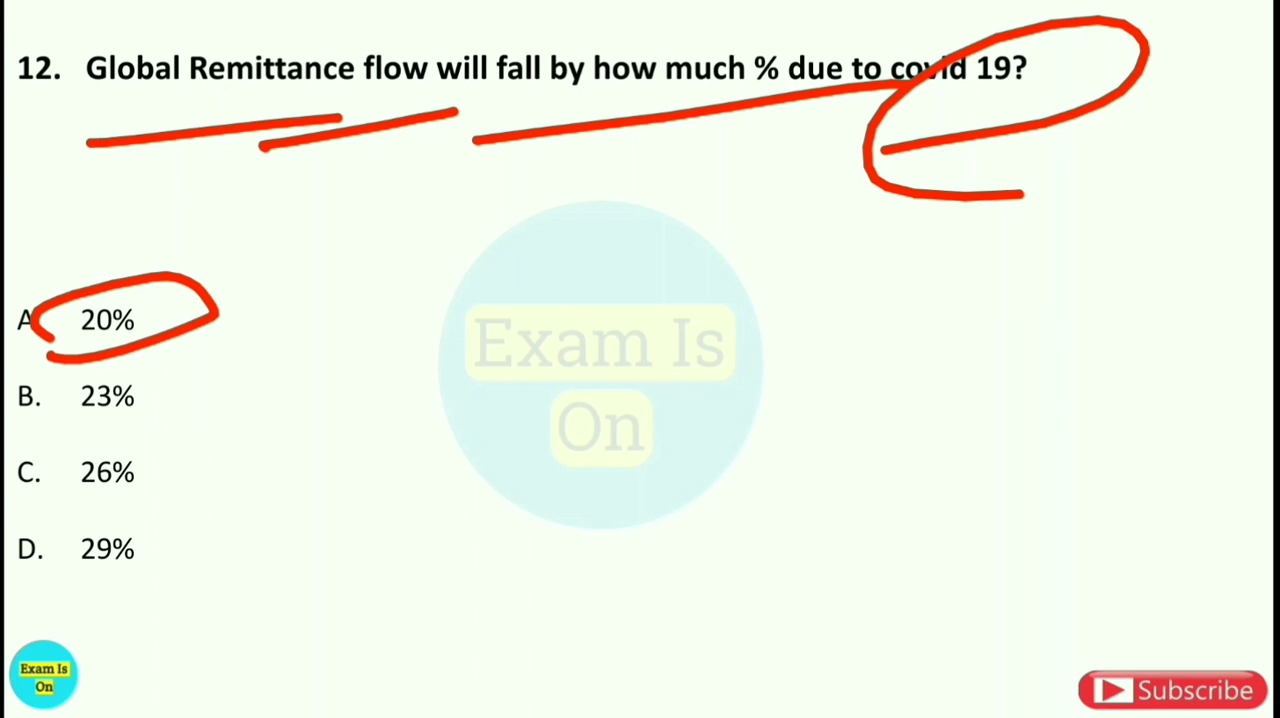 12. Global Remittance flow will fall by how much % due to covid 19?
A. 20%
Exam Is
On
B. 23%
C. 26%
D. 29%
Exam Is
On
Subscribe